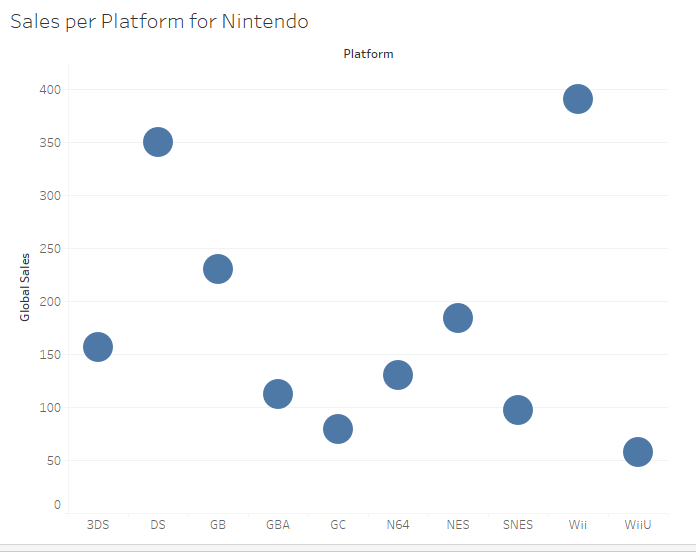 Sales per Platform for Nintendo
Platform
400
350
300
250
200
150
100
50
0
Global Sales
3DS DS GB GBA GC N64 NES SNES Wii WiiU